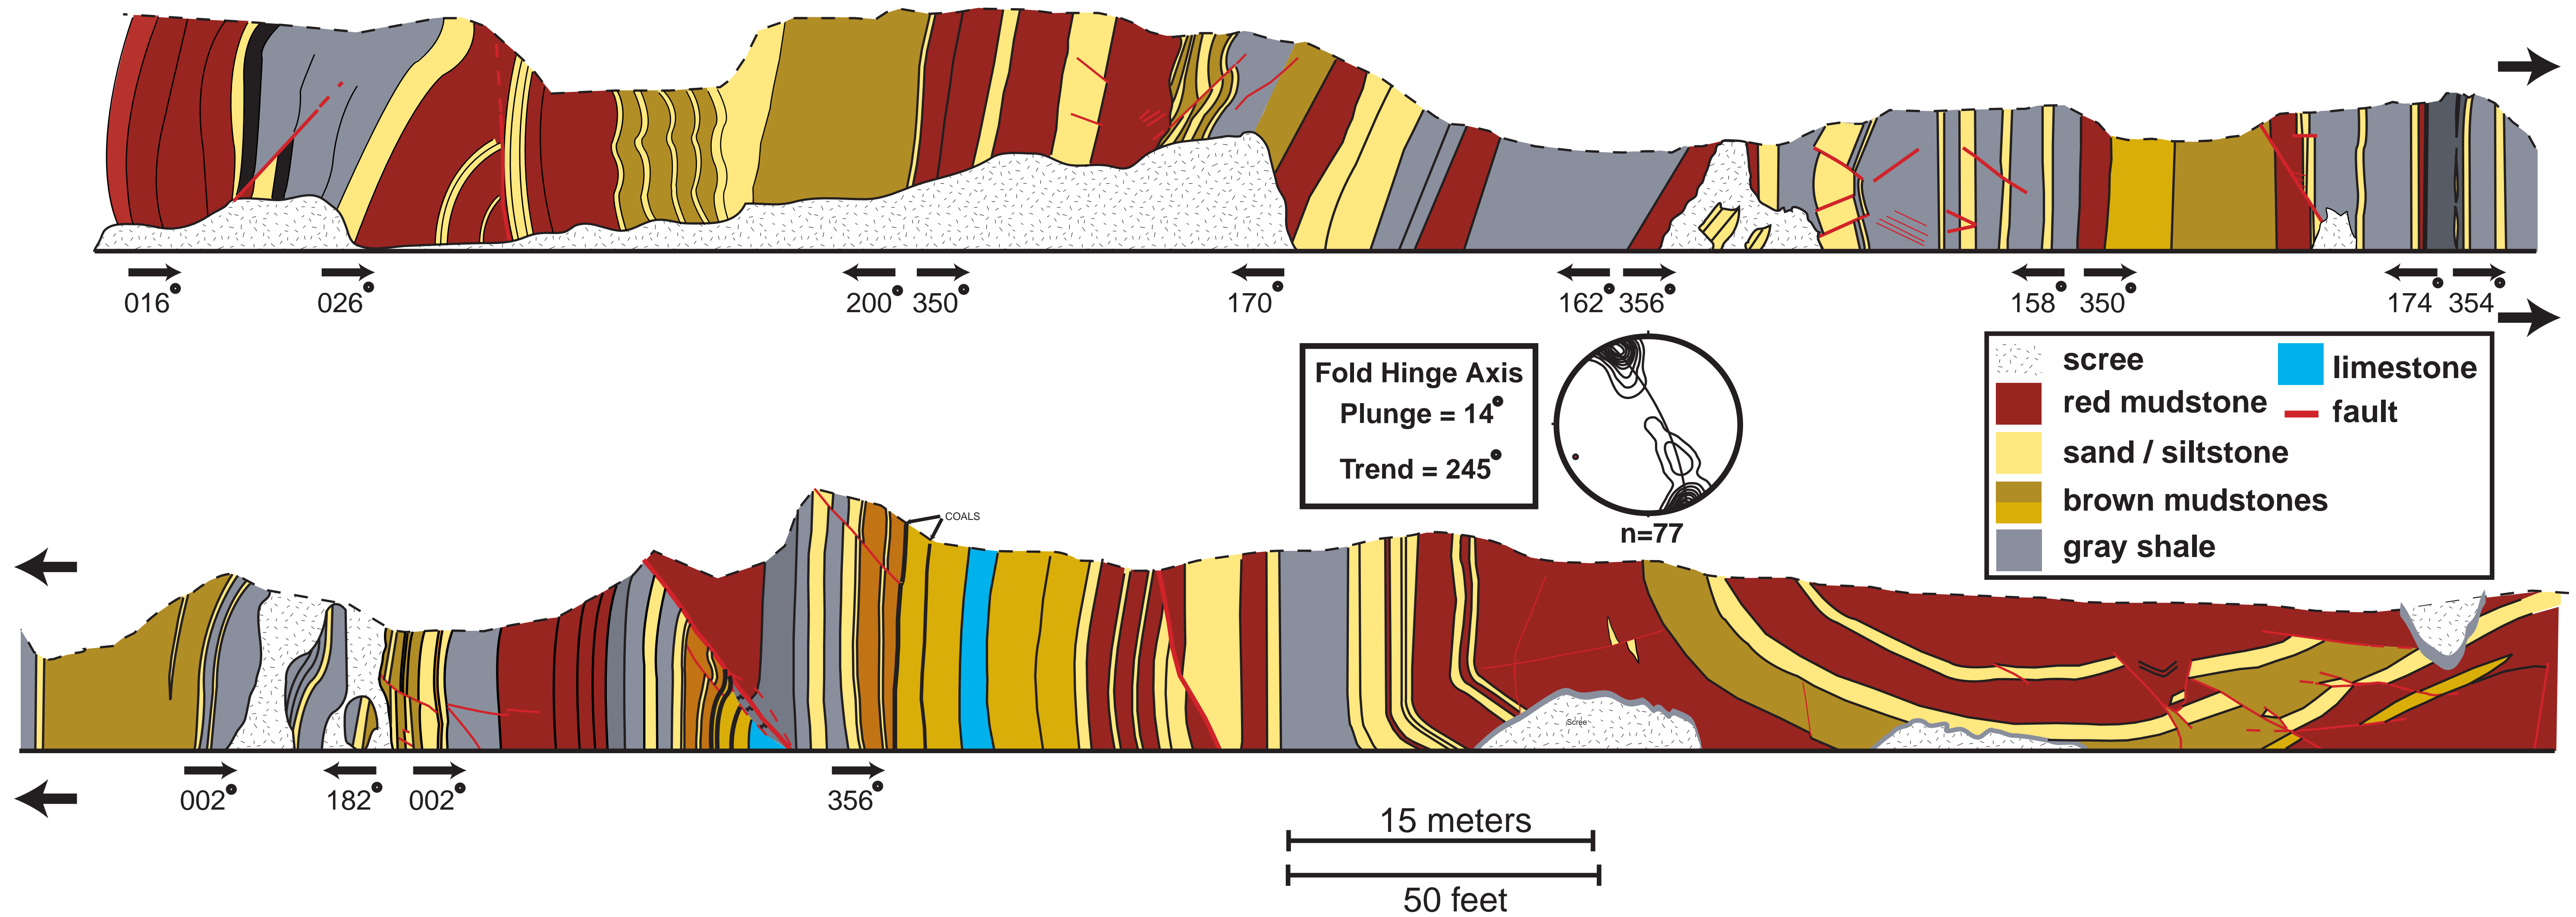 016°
026°
200° 350°
170°
162° 356°
158° 350°
174° 354°
Fold Hinge Axis
Plunge = 14°
Trend = 245°
n=77
scree
red mudstone
sand / siltstone
brown mudstones
gray shale
limestone
fault
COALS
Scree
002°
182° 002°
356°
15 meters
50 feet